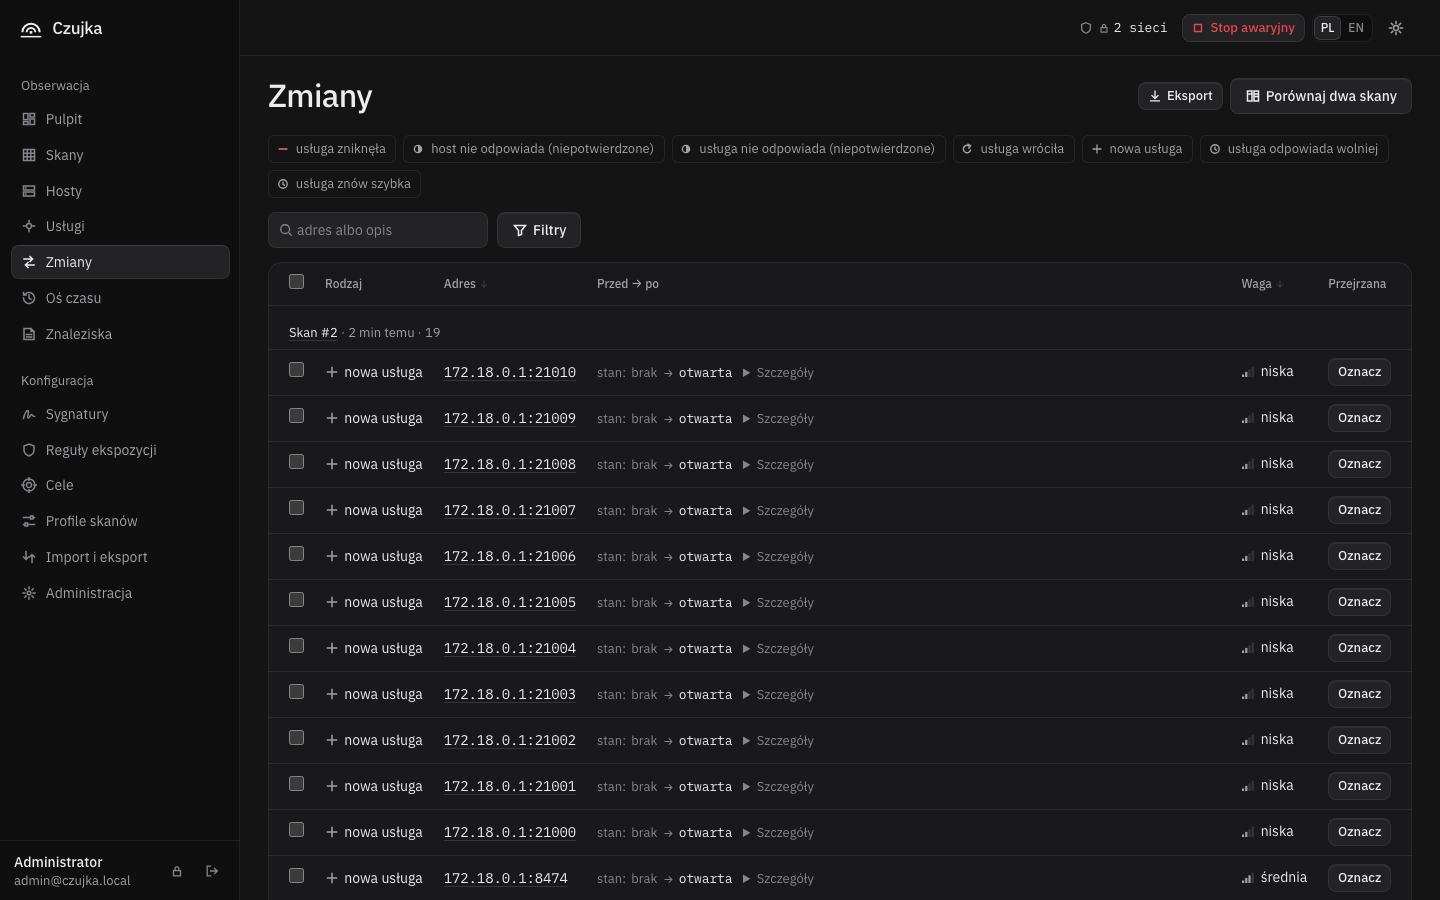 Czujka
2 sieci
Stop awaryjny
PL EN
Obserwacja
Pulpit
Skany
Hosty
Usługi
Zmiany
Oś czasu
Znaleziska
Konfiguracja
Sygnatury
Reguły ekspozycji
Cele
Profile skanów
Import i eksport
Administracja
Administrator
admin@czujka.local
Zmiany
Eksport
Porównaj dwa skany
usługa zniknęła
host nie odpowiada (niepotwierdzone)
usługa nie odpowiada (niepotwierdzone)
usługa wróciła
nowa usługa
usługa odpowiada wolniej
usługa znów szybka
adres albo opis
Filtry
Rodzaj Adres ↓ Przed → po Waga ↓ Przejrzana
Skan #2 · 2 min temu · 19
+ nowa usługa 172.18.0.1:21010 stan: brak → otwarta ▶ Szczegóły niska Oznacz
+ nowa usługa 172.18.0.1:21009 stan: brak → otwarta ▶ Szczegóły niska Oznacz
+ nowa usługa 172.18.0.1:21008 stan: brak → otwarta ▶ Szczegóły niska Oznacz
+ nowa usługa 172.18.0.1:21007 stan: brak → otwarta ▶ Szczegóły niska Oznacz
+ nowa usługa 172.18.0.1:21006 stan: brak → otwarta ▶ Szczegóły niska Oznacz
+ nowa usługa 172.18.0.1:21005 stan: brak → otwarta ▶ Szczegóły niska Oznacz
+ nowa usługa 172.18.0.1:21004 stan: brak → otwarta ▶ Szczegóły niska Oznacz
+ nowa usługa 172.18.0.1:21003 stan: brak → otwarta ▶ Szczegóły niska Oznacz
+ nowa usługa 172.18.0.1:21002 stan: brak → otwarta ▶ Szczegóły niska Oznacz
+ nowa usługa 172.18.0.1:21001 stan: brak → otwarta ▶ Szczegóły niska Oznacz
+ nowa usługa 172.18.0.1:21000 stan: brak → otwarta ▶ Szczegóły niska Oznacz
+ nowa usługa 172.18.0.1:8474 stan: brak → otwarta ▶ Szczegóły średnia Oznacz